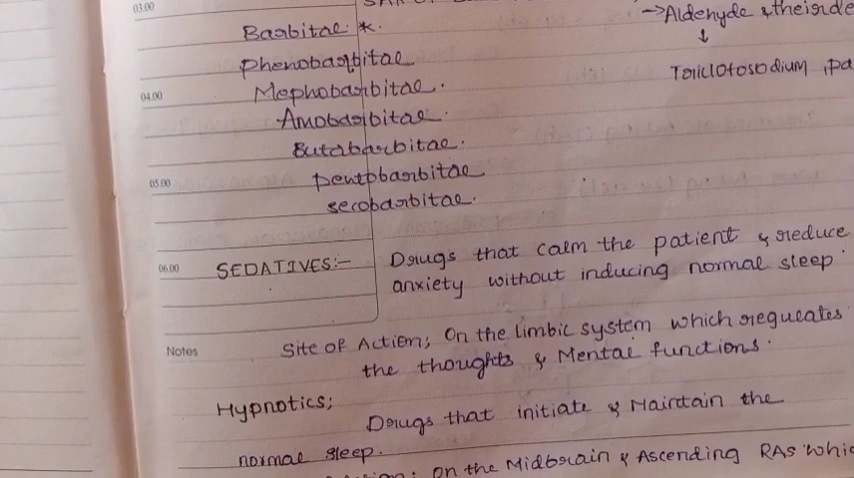 03.00
→Aldehyde & their de
↓
Barbital *.
Phenobarbital
Triclofosodium, pa
04.00
Mephobarbital.
Amobarbital.
Butabarbital.
05.00
Pentobarbital
secobarbital.
06.00
SEDATIVES:- Drugs that calm the patient & reduce
anxiety without inducing normal sleep.
Notes
Site of Action; On the limbic system which regulates
the thoughts & Mental functions.
Hypnotics;
Drugs that initiate & Maintain the
normal sleep.
On the Midbrain & Ascending RAS whic